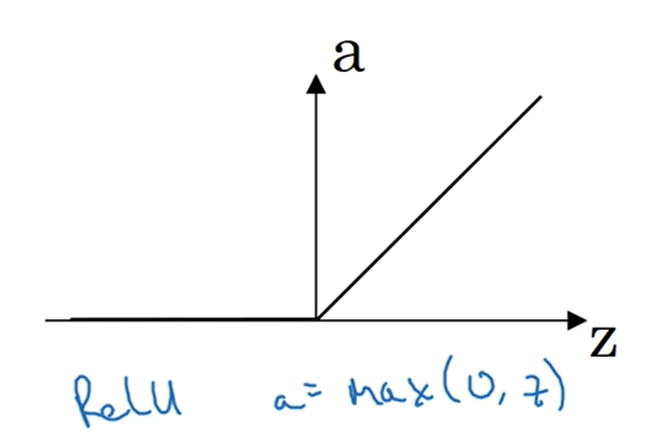 a
z
ReLU a = max(0, z)